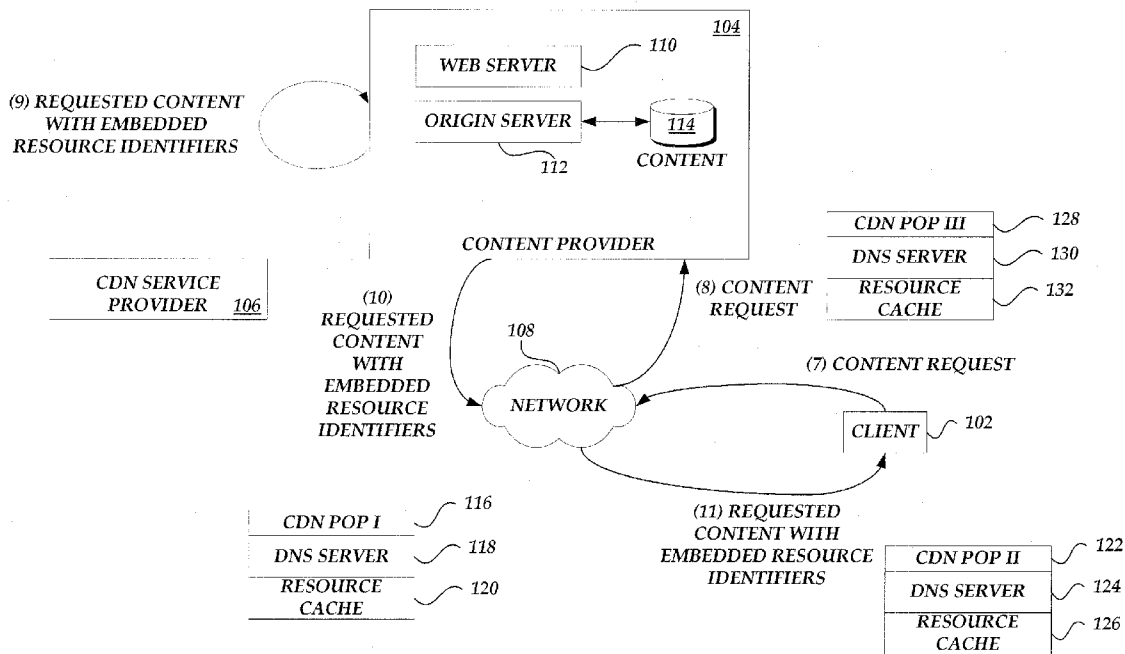 104
WEB SERVER
110
ORIGIN SERVER
112
114
CONTENT
CONTENT PROVIDER
(9) REQUESTED CONTENT
WITH EMBEDDED
RESOURCE IDENTIFIERS
CDN SERVICE
PROVIDER 106
(10)
REQUESTED
CONTENT
WITH
EMBEDDED
RESOURCE
IDENTIFIERS
108
NETWORK
(8) CONTENT
REQUEST
CDN POP III 128
DNS SERVER 130
RESOURCE
CACHE 132
(7) CONTENT REQUEST
CLIENT 102
(11) REQUESTED
CONTENT WITH
EMBEDDED RESOURCE
IDENTIFIERS
CDN POP I 116
DNS SERVER 118
RESOURCE
CACHE 120
CDN POP II 122
DNS SERVER 124
RESOURCE
CACHE 126